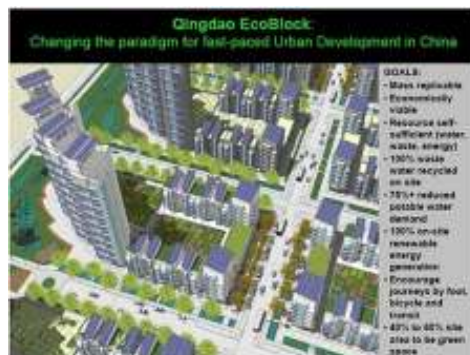 Qingdao EcoBlock:
Changing the paradigm for fast-paced Urban Development in China
GOALS:
- Mass replicable
- Economically
viable
- Resource self-
sufficient (water,
waste, energy)
- 100% waste
water recycled
on site
- 70%+ reduced
potable water
demand
- 100% on-site
renewable
energy
generation
- Encourage
journeys by foot,
bicycle and
transit
- 40% to 60% site
area to be green
space